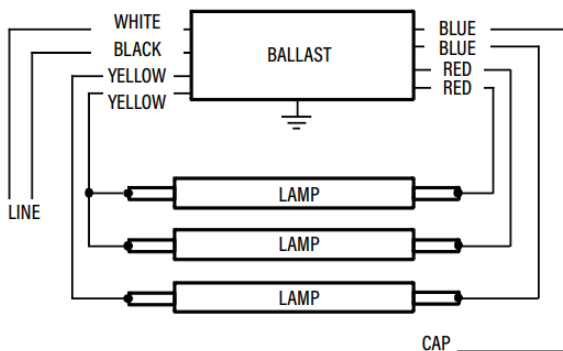 WHITE
BLACK
YELLOW
YELLOW
BALLAST
BLUE
BLUE
RED
RED
LINE
LAMP
LAMP
LAMP
CAP